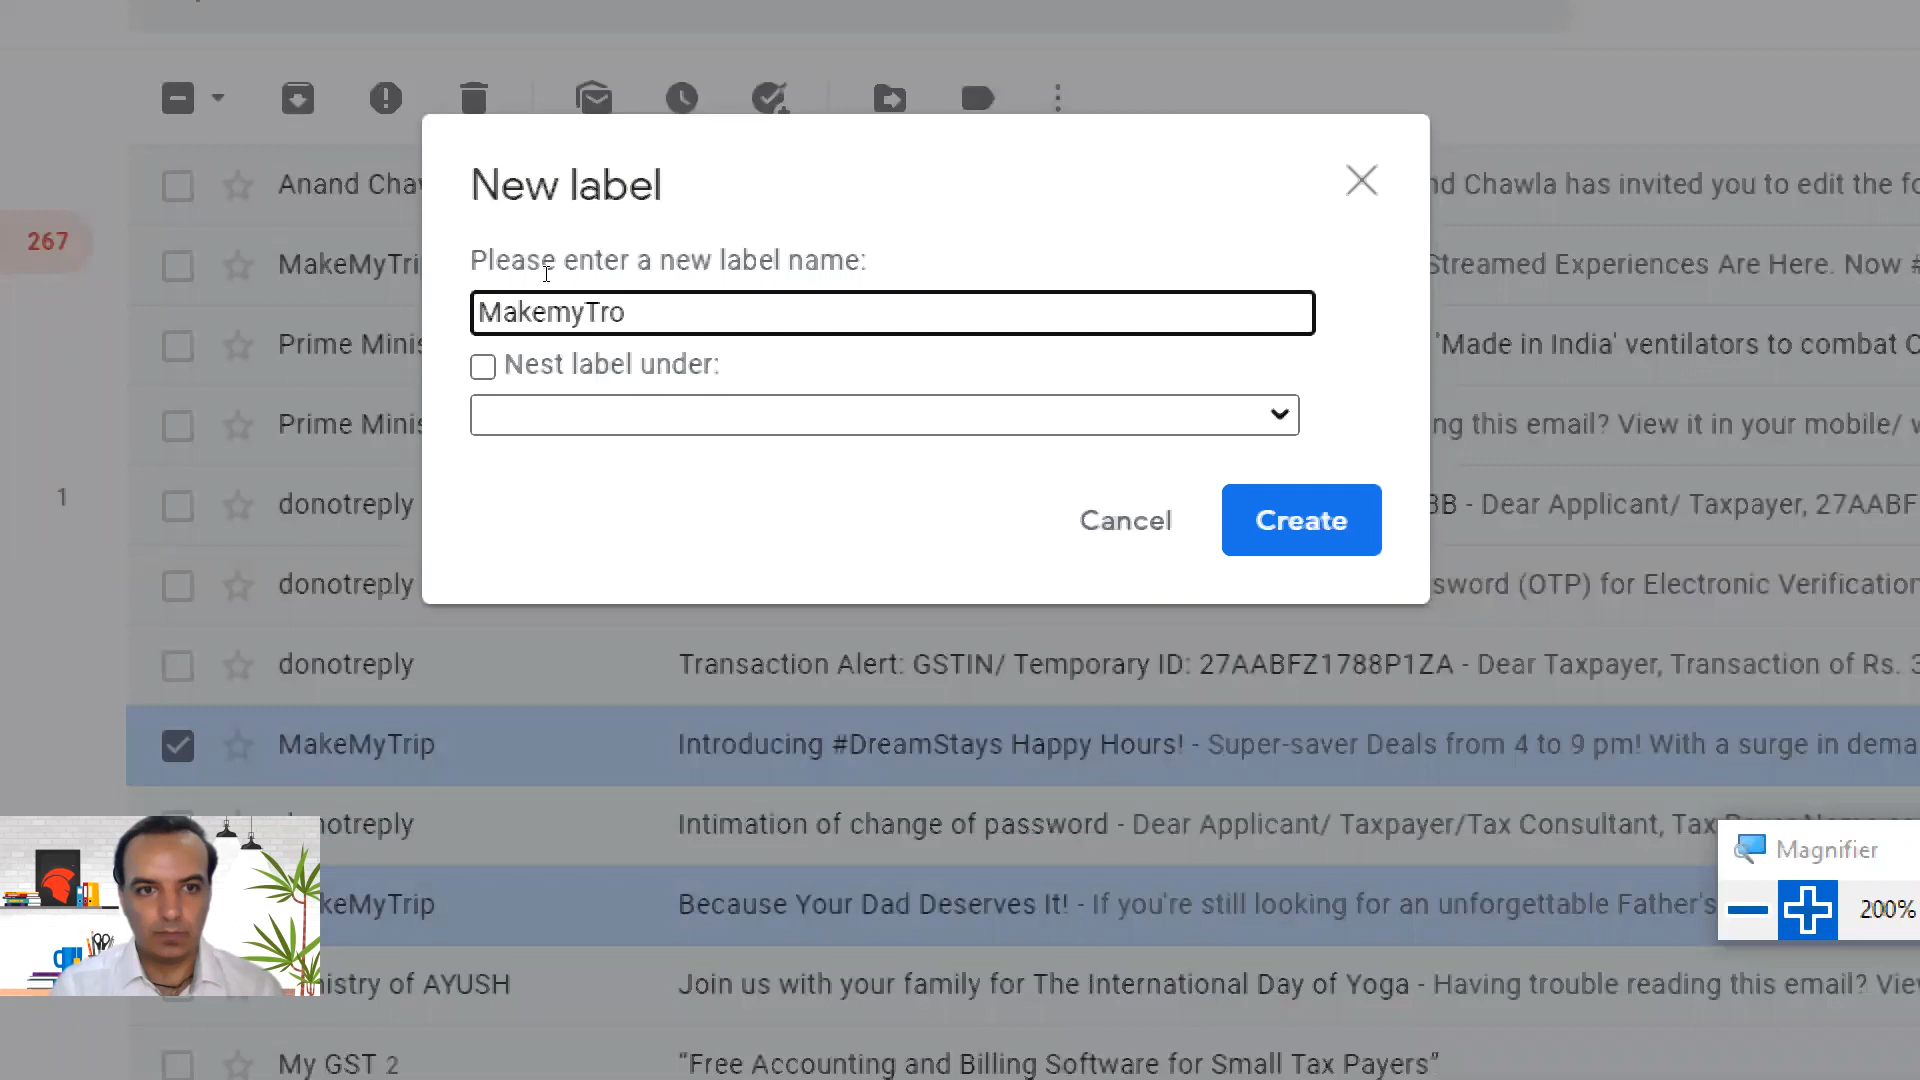 New label
Please enter a new label name:
MakemyTro
Nest label under:
Cancel
Create
267
1
Anand Cha
nd Chawla has invited you to edit the fo
MakeMyTri
Streamed Experiences Are Here. Now #
Prime Minis
'Made in India' ventilators to combat C
Prime Minis
ng this email? View it in your mobile/ w
donotreply
BB - Dear Applicant/ Taxpayer, 27AABF
donotreply
sword (OTP) for Electronic Verification
donotreply Transaction Alert: GSTIN/ Temporary ID: 27AABFZ1788P1ZA - Dear Taxpayer, Transaction of Rs. 3
MakeMyTrip Introducing #DreamStays Happy Hours! - Super-saver Deals from 4 to 9 pm! With a surge in dema
notreply Intimation of change of password - Dear Applicant/ Taxpayer/Tax Consultant, Tax
keMyTrip Because Your Dad Deserves It! - If you're still looking for an unforgettable Father's
istry of AYUSH Join us with your family for The International Day of Yoga - Having trouble reading this email? Vie
My GST 2 “Free Accounting and Billing Software for Small Tax Payers”
Magnifier
200%